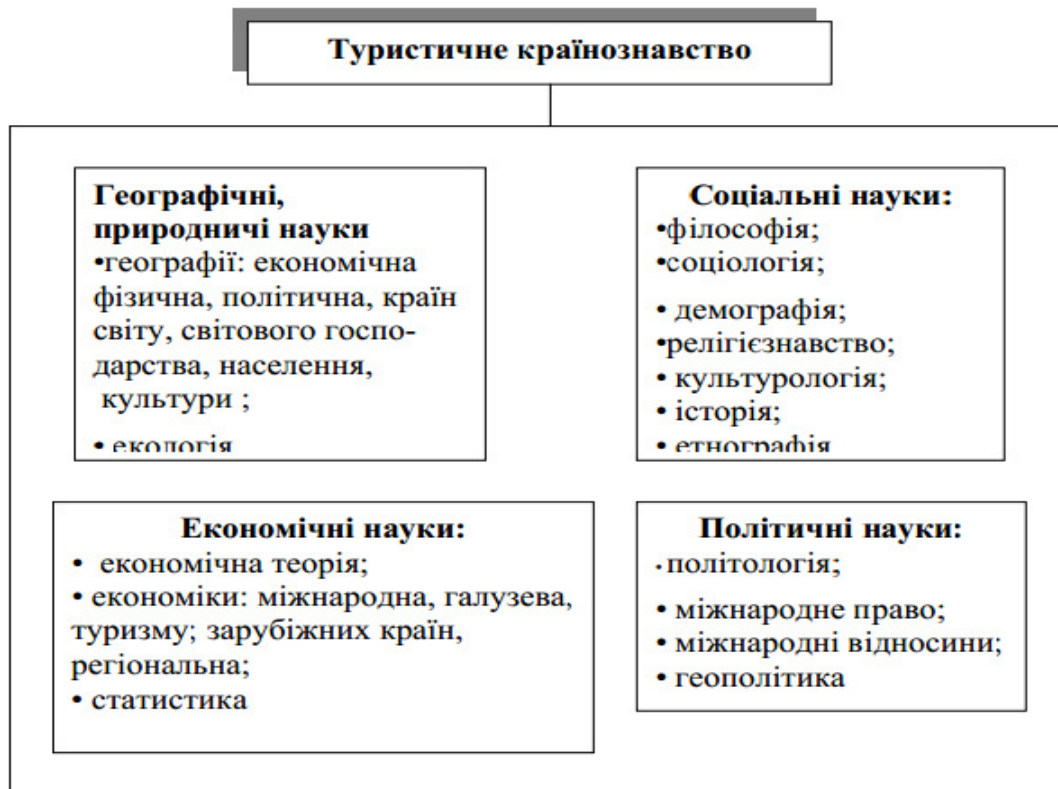 Туристичне країнознавство
Географічні,
природничі науки
•географії: економічна
фізична, політична, країн
світу, світового госпо-
дарства, населення,
культури ;
• екологія
Соціальні науки:
•філософія;
•соціологія;
• демографія;
•релігієзнавство;
• культурологія;
• історія;
• етнографія
Економічні науки:
• економічна теорія;
• економіки: міжнародна, галузева,
туризму; зарубіжних країн,
регіональна;
• статистика
Політичні науки:
•політологія;
• міжнародне право;
• міжнародні відносини;
• геополітика